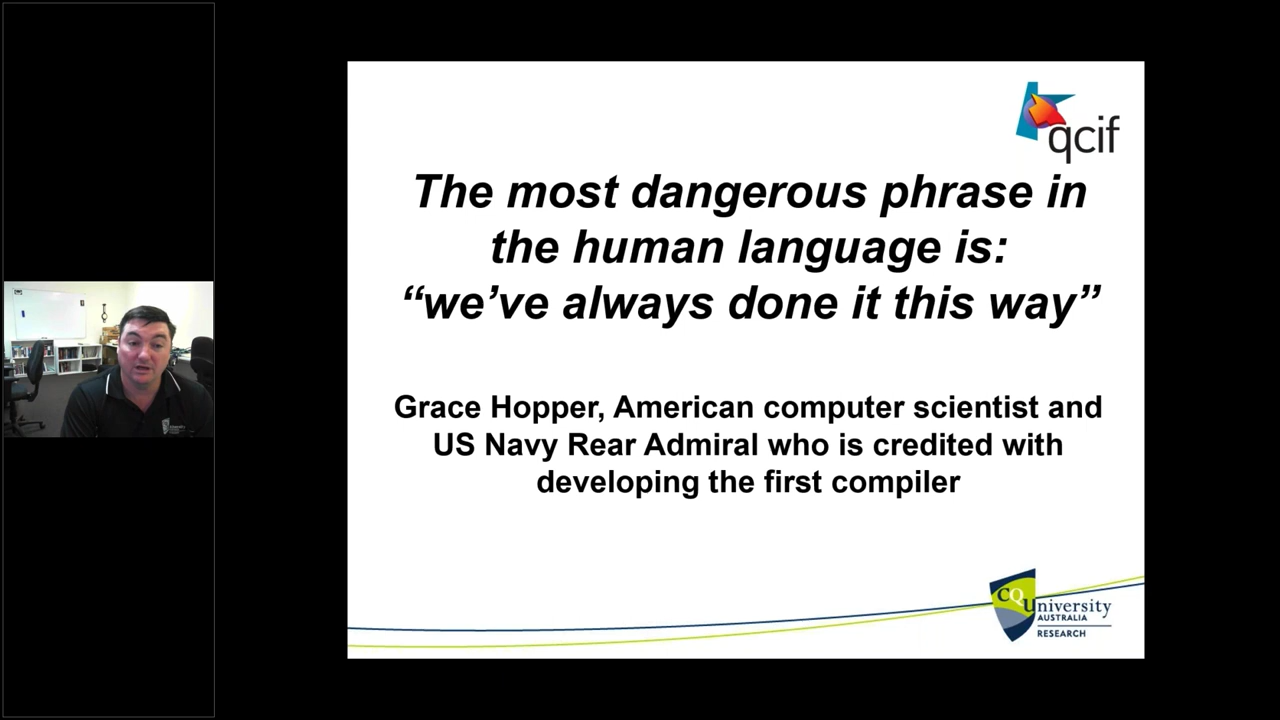 qcif
The most dangerous phrase in
the human language is:
“we’ve always done it this way”
Grace Hopper, American computer scientist and
US Navy Rear Admiral who is credited with
developing the first compiler
CQUniversity
AUSTRALIA
RESEARCH